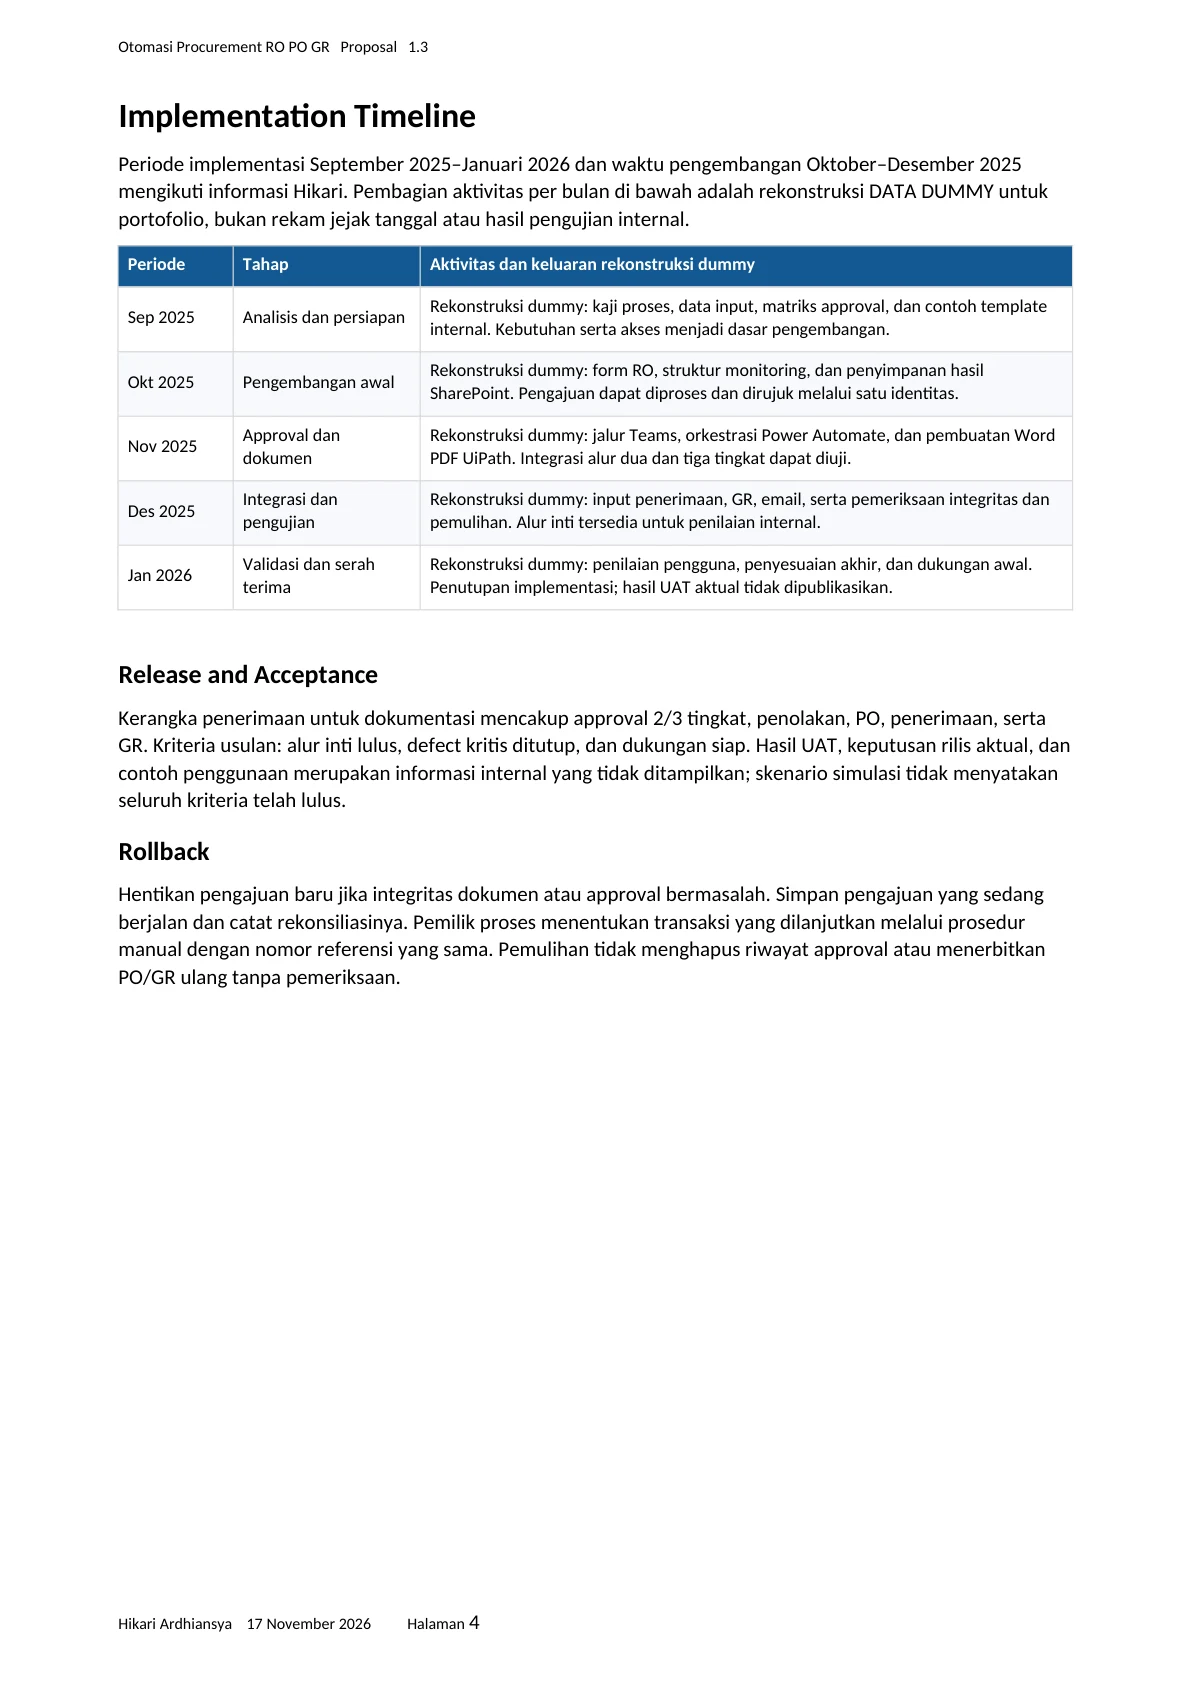 Otomasi Procurement RO PO GR   Proposal   1.3
Implementation Timeline
Periode implementasi September 2025–Januari 2026 dan waktu pengembangan Oktober–Desember 2025
mengikuti informasi Hikari. Pembagian aktivitas per bulan di bawah adalah rekonstruksi DATA DUMMY untuk
portofolio, bukan rekam jejak tanggal atau hasil pengujian internal.
Periode   Tahap   Aktivitas dan keluaran rekonstruksi dummy
Sep 2025   Analisis dan persiapan   Rekonstruksi dummy: kaji proses, data input, matriks approval, dan contoh template
internal. Kebutuhan serta akses menjadi dasar pengembangan.
Okt 2025   Pengembangan awal   Rekonstruksi dummy: form RO, struktur monitoring, dan penyimpanan hasil
SharePoint. Pengajuan dapat diproses dan dirujuk melalui satu identitas.
Nov 2025   Approval dan
dokumen   Rekonstruksi dummy: jalur Teams, orkestrasi Power Automate, dan pembuatan Word
PDF UiPath. Integrasi alur dua dan tiga tingkat dapat diuji.
Des 2025   Integrasi dan
pengujian   Rekonstruksi dummy: input penerimaan, GR, email, serta pemeriksaan integritas dan
pemulihan. Alur inti tersedia untuk penilaian internal.
Jan 2026   Validasi dan serah
terima   Rekonstruksi dummy: penilaian pengguna, penyesuaian akhir, dan dukungan awal.
Penutupan implementasi; hasil UAT aktual tidak dipublikasikan.
Release and Acceptance
Kerangka penerimaan untuk dokumentasi mencakup approval 2/3 tingkat, penolakan, PO, penerimaan, serta
GR. Kriteria usulan: alur inti lulus, defect kritis ditutup, dan dukungan siap. Hasil UAT, keputusan rilis aktual, dan
contoh penggunaan merupakan informasi internal yang tidak ditampilkan; skenario simulasi tidak menyatakan
seluruh kriteria telah lulus.
Rollback
Hentikan pengajuan baru jika integritas dokumen atau approval bermasalah. Simpan pengajuan yang sedang
berjalan dan catat rekonsiliasinya. Pemilik proses menentukan transaksi yang dilanjutkan melalui prosedur
manual dengan nomor referensi yang sama. Pemulihan tidak menghapus riwayat approval atau menerbitkan
PO/GR ulang tanpa pemeriksaan.
Hikari Ardhiansya   17 November 2026   Halaman 4